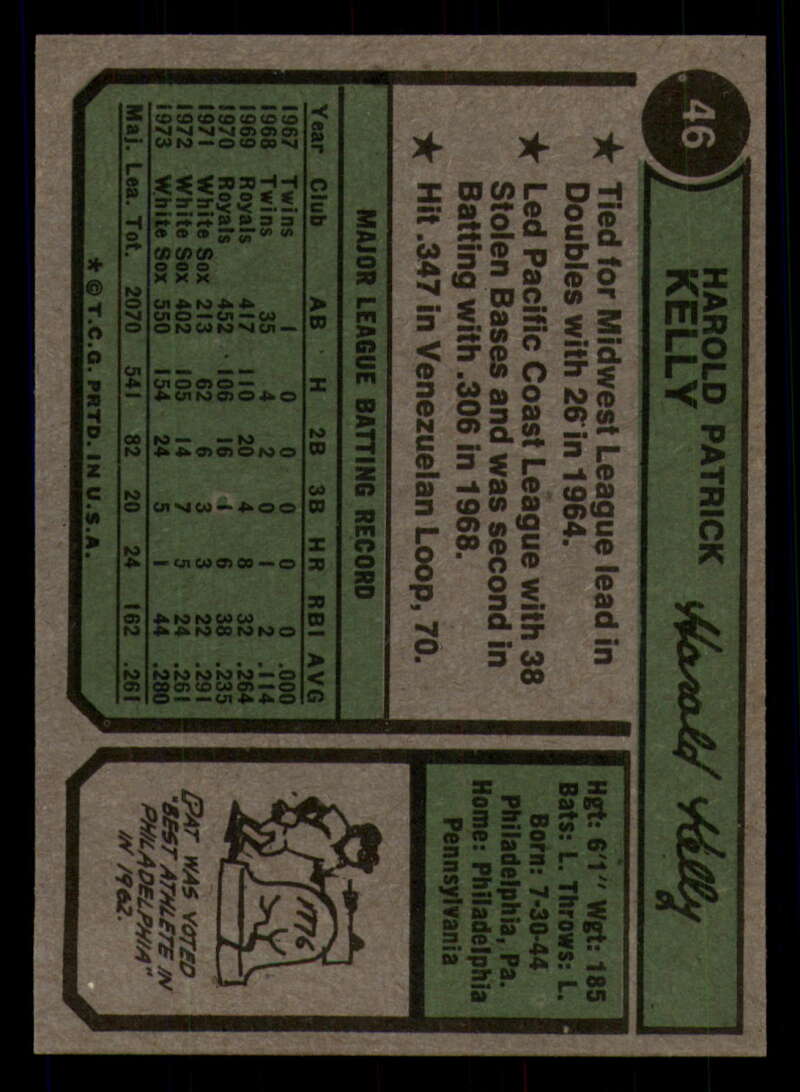 46
HAROLD PATRICK
KELLY
Harold Kelly
★ Tied for Midwest League lead in
Doubles with 26 in 1964.
★ Led Pacific Coast League with 38
Stolen Bases and was second in
Batting with .306 in 1968.
★ Hit .347 in Venezuelan Loop, 70.
MAJOR LEAGUE BATTING RECORD
Year Club AB H 2B 3B HR RBI AVG
1967 Twins 1 0 0 0 0 0 .000
1968 Twins 35 4 2 0 1 2 .114
1969 Royals 417 110 20 4 8 32 .264
1970 Royals 452 106 16 1 6 38 .235
1971 White Sox 213 62 6 3 3 22 .291
1972 White Sox 402 105 14 7 5 24 .261
1973 White Sox 550 154 24 5 1 44 .280
Maj. Lea. Tot. 2070 541 82 20 24 162 .261
* © T.C.G. PRTD. IN U.S.A.
Hgt: 6'1" Wgt: 185
Bats: L. Throws: L.
Born: 7-30-44
Philadelphia, Pa.
Home: Philadelphia
Pennsylvania
1776
PAT WAS VOTED
"BEST ATHLETE IN
PHILADELPHIA"
IN 1962.